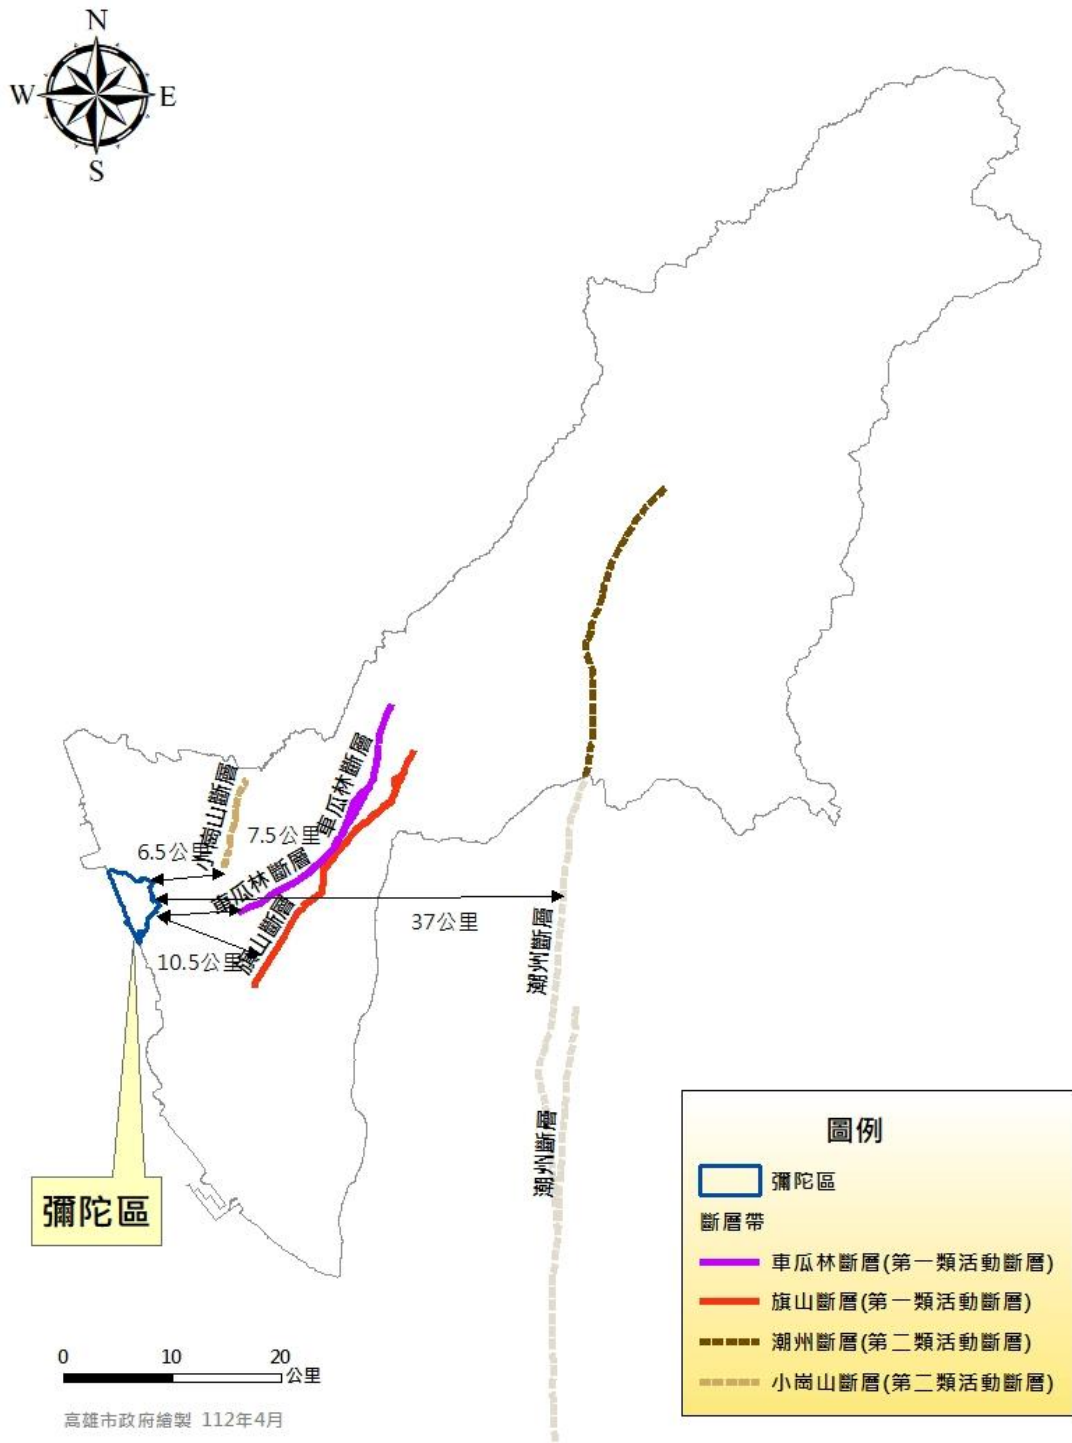 N
W
E
S
小崗山斷層
車瓜林斷層
7.5公里
6.5公里
車瓜林斷層
旗山斷層
37公里
10.5公里
潮州斷層
潮州斷層
彌陀區
圖例
彌陀區
斷層帶
車瓜林斷層(第一類活動斷層)
旗山斷層(第一類活動斷層)
潮州斷層(第二類活動斷層)
小崗山斷層(第二類活動斷層)
0 10 20
公里
高雄市政府繪製 112年4月